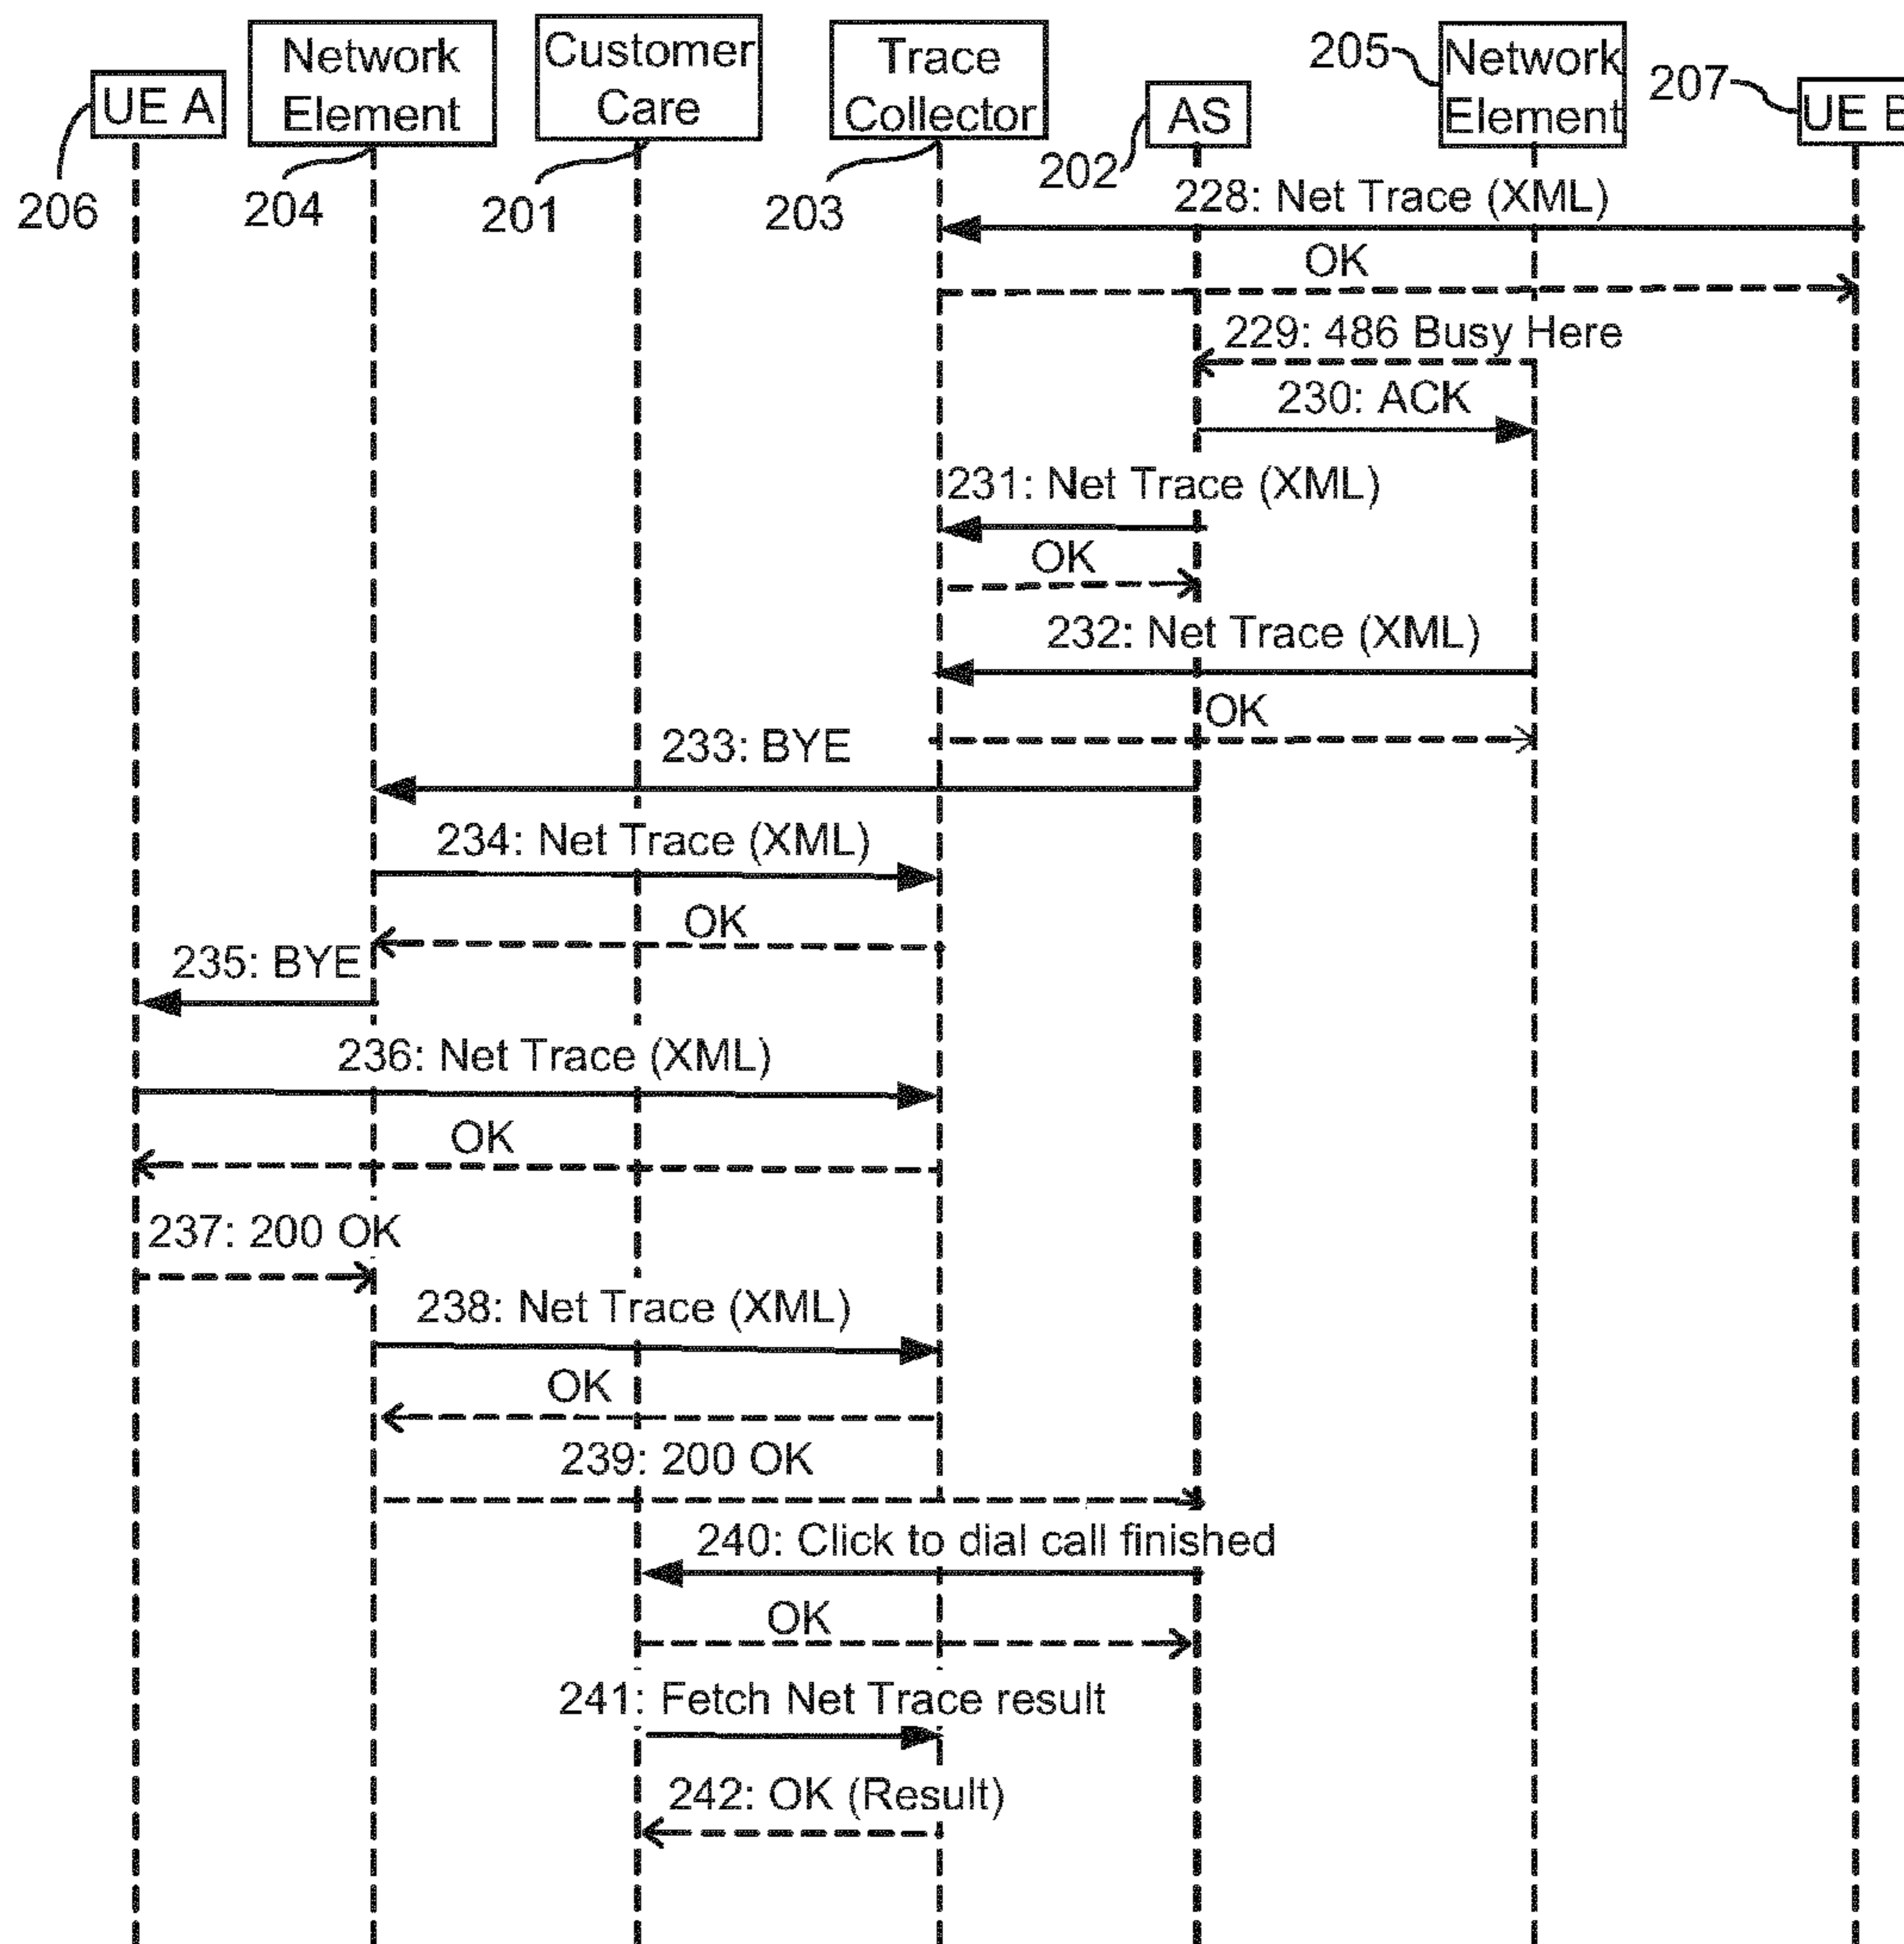 UE A
Network
Element
Customer
Care
Trace
Collector
AS
205
Network
Element
207
UE B
206
204
201
203
202
228: Net Trace (XML)
OK
229: 486 Busy Here
230: ACK
231: Net Trace (XML)
OK
232: Net Trace (XML)
OK
233: BYE
234: Net Trace (XML)
OK
235: BYE
236: Net Trace (XML)
OK
237: 200 OK
238: Net Trace (XML)
OK
239: 200 OK
240: Click to dial call finished
OK
241: Fetch Net Trace result
242: OK (Result)